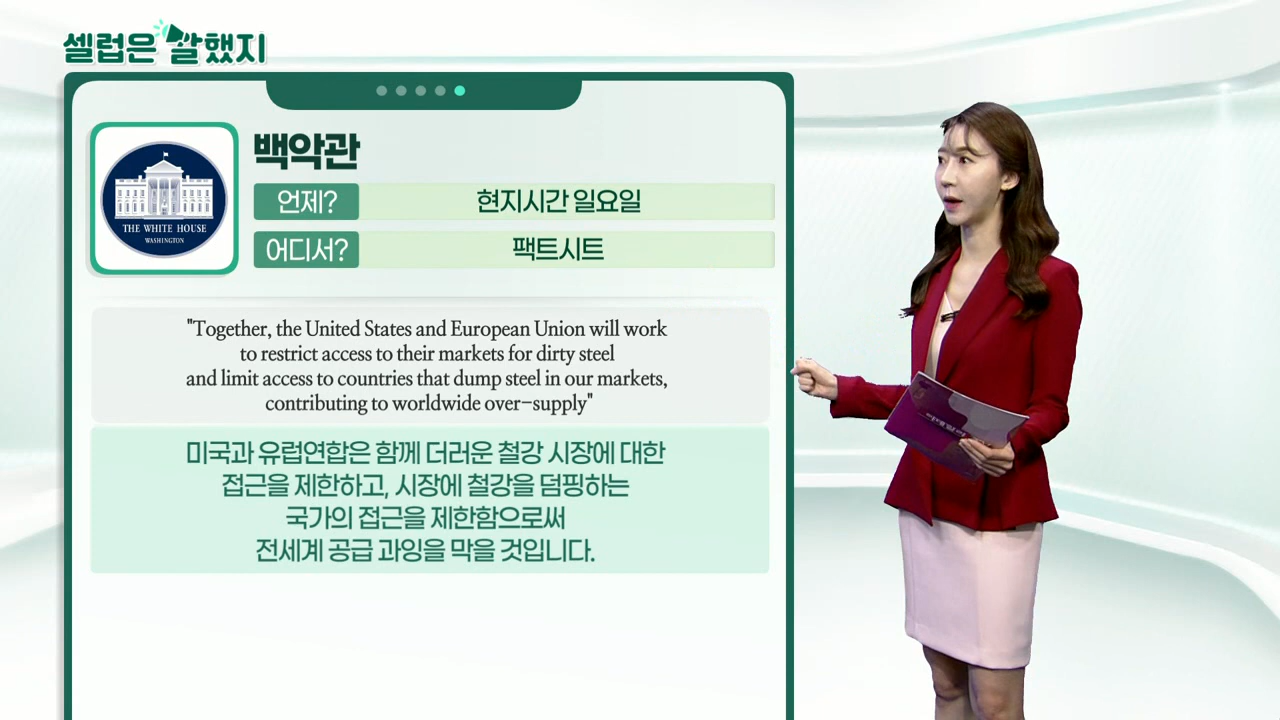 셀럽은 말했지
백악관
THE WHITE HOUSE
WASHINGTON
언제?
현지시간 일요일
어디서?
팩트시트
"Together, the United States and European Union will work
to restrict access to their markets for dirty steel
and limit access to countries that dump steel in our markets,
contributing to worldwide over-supply"
미국과 유럽연합은 함께 더러운 철강 시장에 대한
접근을 제한하고, 시장에 철강을 덤핑하는
국가의 접근을 제한함으로써
전세계 공급 과잉을 막을 것입니다.